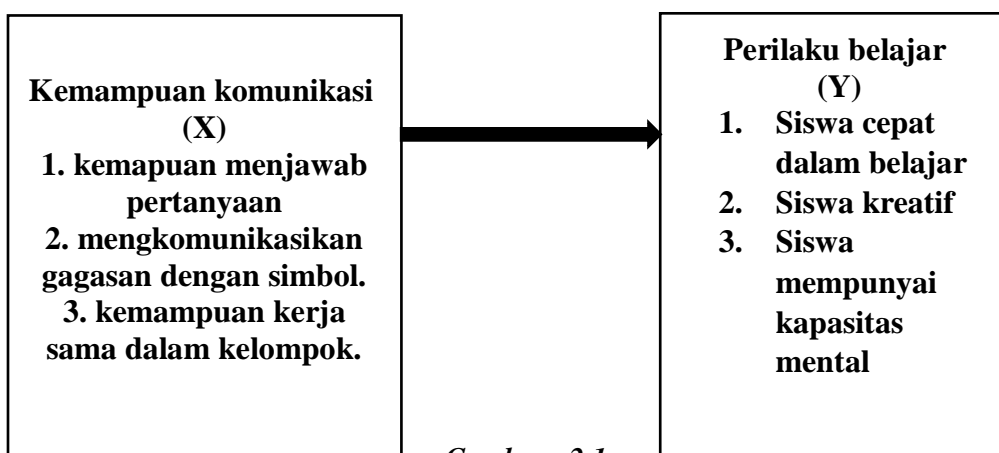 Kemampuan komunikasi
(X)
1. kemapuan menjawab
pertanyaan
2. mengkomunikasikan
gagasan dengan simbol.
3. kemampuan kerja
sama dalam kelompok.
Perilaku belajar
(Y)
1. Siswa cepat
dalam belajar
2. Siswa kreatif
3. Siswa
mempunyai
kapasitas
mental